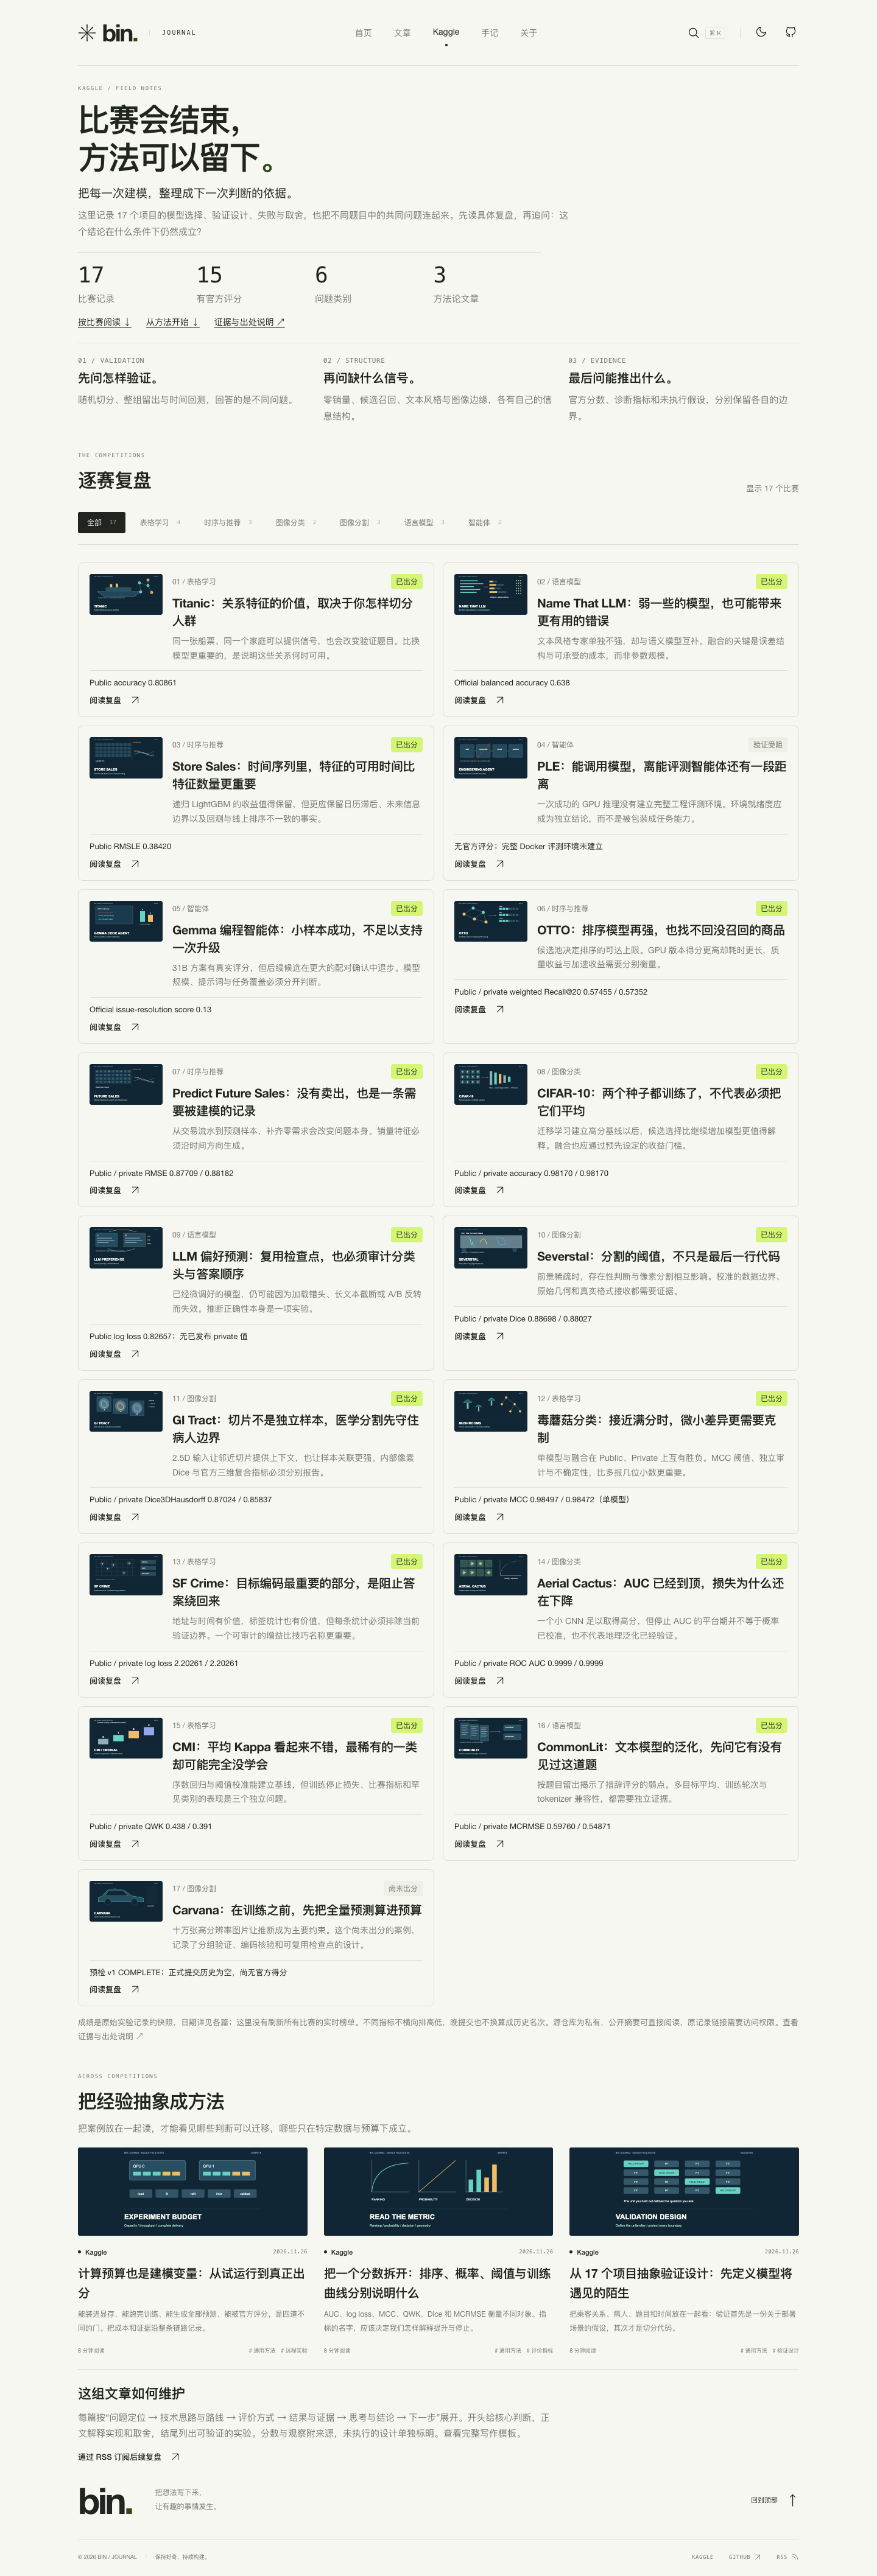 bin.
JOURNAL
首页 文章 Kaggle 手记 关于
⌘ K
KAGGLE / FIELD NOTES
比赛会结束，
方法可以留下。
把每一次建模，整理成下一次判断的依据。
这里记录 17 个项目的模型选择、验证设计、失败与取舍，也把不同题目中的共同问题连起来。先读具体复盘，再追问：这
个结论在什么条件下仍然成立？
17 15 6 3
比赛记录 有官方评分 问题类别 方法论文章
按比赛阅读 ↓ 从方法开始 ↓ 证据与出处说明 ↗
01 / VALIDATION
先问怎样验证。
随机切分、整组留出与时间回测，回答的是不同问题。
02 / STRUCTURE
再问缺什么信号。
零销量、候选召回、文本风格与图像边缘，各有自己的信
息结构。
03 / EVIDENCE
最后问能推出什么。
官方分数、诊断指标和未执行假设，分别保留各自的边
界。
THE COMPETITIONS
逐赛复盘
显示 17 个比赛
全部 17 表格学习 4 时序与推荐 3 图像分类 2 图像分割 3 语言模型 3 智能体 2
TITANIC
01 / 表格学习
已出分
Titanic：关系特征的价值，取决于你怎样切分
人群
同一张船票、同一个家庭可以提供信号，也会改变验证题目。比换
模型更重要的，是说明这些关系何时可用。
Public accuracy 0.80861
阅读复盘
NAME THAT LLM
02 / 语言模型
已出分
Name That LLM：弱一些的模型，也可能带来
更有用的错误
文本风格专家单独不强，却与语义模型互补。融合的关键是误差结
构与可承受的成本，而非参数规模。
Official balanced accuracy 0.638
阅读复盘
STORE SALES
03 / 时序与推荐
已出分
Store Sales：时间序列里，特征的可用时间比
特征数量更重要
递归 LightGBM 的收益值得保留，但更应保留日历滞后、未来信息
边界以及回测与线上排序不一致的事实。
Public RMSLE 0.38420
阅读复盘
ENGINEERING AGENT
04 / 智能体
验证受阻
PLE：能调用模型，离能评测智能体还有一段距
离
一次成功的 GPU 推理没有建立完整工程评测环境。环境就绪度应
成为独立结论，而不是被包装成任务能力。
无官方评分；完整 Docker 评测环境未建立
阅读复盘
GEMMA CODE AGENT
05 / 智能体
已出分
Gemma 编程智能体：小样本成功，不足以支持
一次升级
31B 方案有真实评分，但后续候选在更大的配对确认中退步。模型
规模、提示词与任务覆盖必须分开判断。
Official issue-resolution score 0.13
阅读复盘
OTTO
06 / 时序与推荐
已出分
OTTO：排序模型再强，也找不回没召回的商品
候选池决定排序的可达上限。GPU 版本得分更高却耗时更长，质
量收益与加速收益需要分别衡量。
Public / private weighted Recall@20 0.57455 / 0.57352
阅读复盘
FUTURE SALES
07 / 时序与推荐
已出分
Predict Future Sales：没有卖出，也是一条需
要被建模的记录
从交易流水到预测样本，补齐零需求会改变问题本身。销量特征必
须沿时间方向生成。
Public / private RMSE 0.87709 / 0.88182
阅读复盘
CIFAR-10
08 / 图像分类
已出分
CIFAR-10：两个种子都训练了，不代表必须把
它们平均
迁移学习建立高分基线以后，候选选择比继续增加模型更值得解
释。融合也应通过预先设定的收益门槛。
Public / private accuracy 0.98170 / 0.98170
阅读复盘
LLM PREFERENCE
09 / 语言模型
已出分
LLM 偏好预测：复用检查点，也必须审计分类
头与答案顺序
已经微调好的模型，仍可能因为加载错头、长文本截断或 A/B 反转
而失效。推断正确性本身是一项实验。
Public log loss 0.82657；无已发布 private 值
阅读复盘
SEVERSTAL
10 / 图像分割
已出分
Severstal：分割的阈值，不只是最后一行代码
前景稀疏时，存在性判断与像素分割相互影响。校准的数据边界、
原始几何和真实格式接收都需要证据。
Public / private Dice 0.88698 / 0.88027
阅读复盘
GI TRACT
11 / 图像分割
已出分
GI Tract：切片不是独立样本，医学分割先守住
病人边界
2.5D 输入让邻近切片提供上下文，也让样本关联更强。内部像素
Dice 与官方三维复合指标必须分别报告。
Public / private Dice3DHausdorff 0.87024 / 0.85837
阅读复盘
MUSHROOMS
12 / 表格学习
已出分
毒蘑菇分类：接近满分时，微小差异更需要克
制
单模型与融合在 Public、Private 上互有胜负。MCC 阈值、独立审
计与不确定性，比多报几位小数更重要。
Public / private MCC 0.98497 / 0.98472（单模型）
阅读复盘
SF CRIME
13 / 表格学习
已出分
SF Crime：目标编码最重要的部分，是阻止答
案绕回来
地址与时间有价值，标签统计也有价值，但每条统计必须排除当前
验证边界。一个可审计的增益比技巧名称更重要。
Public / private log loss 2.20261 / 2.20261
阅读复盘
AERIAL CACTUS
14 / 图像分类
已出分
Aerial Cactus：AUC 已经到顶，损失为什么还
在下降
一个小 CNN 足以取得高分，但停止 AUC 的平台期并不等于概率
已校准，也不代表地理泛化已经验证。
Public / private ROC AUC 0.9999 / 0.9999
阅读复盘
CMI / ORDINAL
15 / 表格学习
已出分
CMI：平均 Kappa 看起来不错，最稀有的一类
却可能完全没学会
序数回归与阈值校准能建立基线，但训练停止损失、比赛指标和罕
见类别的表现是三个独立问题。
Public / private QWK 0.438 / 0.391
阅读复盘
COMMONLIT
16 / 语言模型
已出分
CommonLit：文本模型的泛化，先问它有没有
见过这道题
按题目留出揭示了措辞评分的弱点。多目标平均、训练轮次与
tokenizer 兼容性，都需要独立证据。
Public / private MCRMSE 0.59760 / 0.54871
阅读复盘
CARVANA
17 / 图像分割
尚未出分
Carvana：在训练之前，先把全量预测算进预算
十万张高分辨率图片让推断成为主要约束。这个尚未出分的案例，
记录了分组验证、编码核验和可复用检查点的设计。
预检 v1 COMPLETE；正式提交历史为空，尚无官方得分
阅读复盘
成绩是原始实验记录的快照，日期详见各篇；这里没有刷新所有比赛的实时榜单。不同指标不横向排高低，晚提交也不换算成历史名次。源仓库为私有，公开摘要可直接阅读，原记录链接需要访问权限。查看
证据与出处说明 ↗
ACROSS COMPETITIONS
把经验抽象成方法
把案例放在一起读，才能看见哪些判断可以迁移，哪些只在特定数据与预算下成立。
GPU 0 GPU 1
EXPERIMENT BUDGET
Capacity / throughput / complete delivery
Kaggle 2026.11.26
计算预算也是建模变量：从试运行到真正出
分
能装进显存、能跑完训练、能生成全部预测、能被官方评分，是四道不
同的门。把成本和证据沿整条链路记录。
8 分钟阅读 # 通用方法 # 远程实验
RANKING PROBABILITY DECISION
READ THE METRIC
Ranking / probability / decision / geometry
Kaggle 2026.11.26
把一个分数拆开：排序、概率、阈值与训练
曲线分别说明什么
AUC、log loss、MCC、QWK、Dice 和 MCRMSE 衡量不同对象。指
标的名字，应该决定我们怎样解释提升与停止。
8 分钟阅读 # 通用方法 # 评价指标
The unit you hold out defines the question you ask.
VALIDATION DESIGN
Kaggle 2026.11.26
从 17 个项目抽象验证设计：先定义模型将
遇见的陌生
把乘客关系、病人、题目和时间放在一起看：验证首先是一份关于部署
场景的假设，其次才是切分代码。
8 分钟阅读 # 通用方法 # 验证设计
这组文章如何维护
每篇按“问题定位 → 技术思路与路线 → 评价方式 → 结果与证据 → 思考与结论 → 下一步”展开。开头给核心判断，正
文解释实现和取舍，结尾列出可验证的实验。分数与观察附来源，未执行的设计单独标明。查看完整写作模板。
通过 RSS 订阅后续复盘
bin.
把想法写下来，
让有趣的事情发生。
回到顶部
© 2026 BIN / JOURNAL 保持好奇，持续构建。
KAGGLE GITHUB RSS